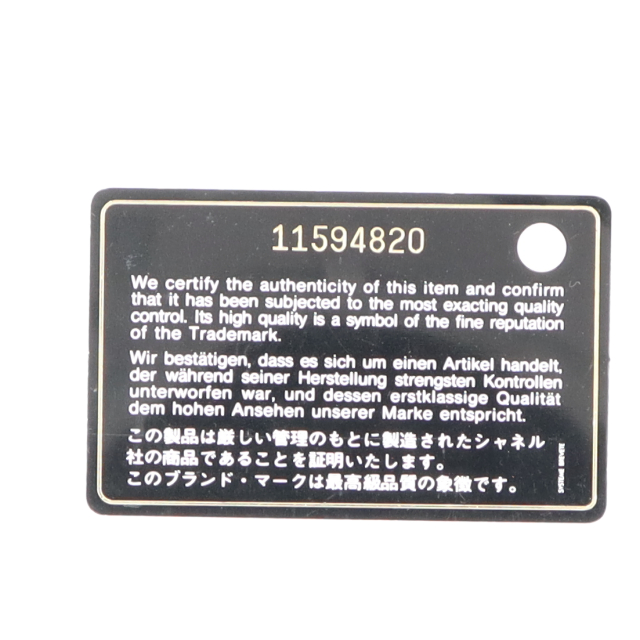 11594820
We certify the authenticity of this item and confirm
that it has been subjected to the most exacting quality
control. Its high quality is a symbol of the fine reputation
of the Trademark.
Wir bestätigen, dass es sich um einen Artikel handelt,
der während seiner Herstellung strengsten Kontrollen
unterworfen war, und dessen erstklassige Qualität
dem hohen Ansehen unserer Marke entspricht.
この製品は厳しい管理のもとに製造されたシャネル
社の商品であることを証明いたします。
このブランド・マークは最高級品質の象徴です。